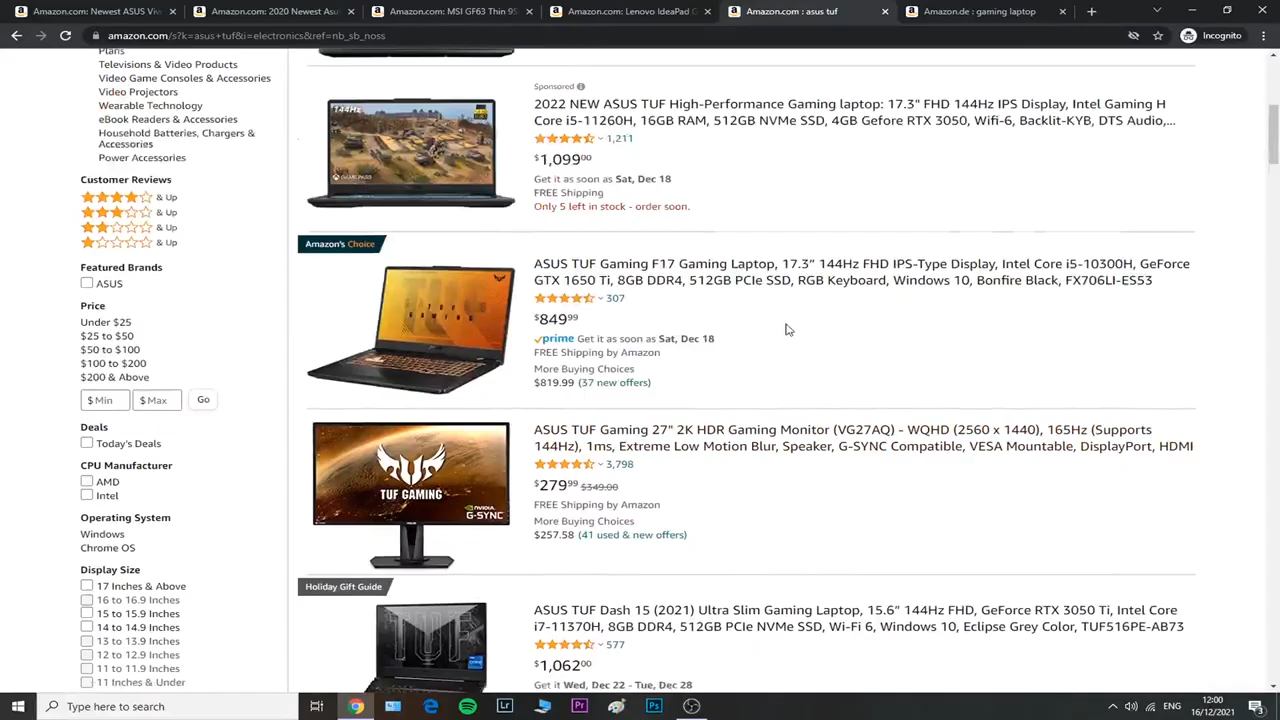 Amazon.com: Newest ASUS Vive
Amazon.com: 2020 Newest Asus
Amazon.com: MSI GF63 Thin 9S
Amazon.com: Lenovo IdeaPad G
Amazon.com : asus tuf
Amazon.de : gaming laptop
amazon.com/s?k=asus+tuf&i=electronics&ref=nb_sb_noss
Incognito
Plans
Televisions & Video Products
Video Game Consoles & Accessories
Video Projectors
Wearable Technology
eBook Readers & Accessories
Household Batteries, Chargers &
Accessories
Power Accessories
Customer Reviews
& Up
& Up
& Up
& Up
Featured Brands
ASUS
Price
Under $25
$25 to $50
$50 to $100
$100 to $200
$200 & Above
$ Min $ Max Go
Deals
Today's Deals
CPU Manufacturer
AMD
Intel
Operating System
Windows
Chrome OS
Display Size
17 Inches & Above
16 to 16.9 Inches
15 to 15.9 Inches
14 to 14.9 Inches
13 to 13.9 Inches
12 to 12.9 Inches
11 to 11.9 Inches
11 Inches & Under
Sponsored
144Hz
GAME PASS
2022 NEW ASUS TUF High-Performance Gaming laptop: 17.3" FHD 144Hz IPS Display, Intel Gaming H
Core i5-11260H, 16GB RAM, 512GB NVMe SSD, 4GB Gefore RTX 3050, Wifi-6, Backlit-KYB, DTS Audio,...
1,211
$1,09900
Get it as soon as Sat, Dec 18
FREE Shipping
Only 5 left in stock - order soon.
Amazon's Choice
ASUS TUF Gaming F17 Gaming Laptop, 17.3” 144Hz FHD IPS-Type Display, Intel Core i5-10300H, GeForce
GTX 1650 Ti, 8GB DDR4, 512GB PCIe SSD, RGB Keyboard, Windows 10, Bonfire Black, FX706LI-ES53
307
$84999
prime Get it as soon as Sat, Dec 18
FREE Shipping by Amazon
More Buying Choices
$819.99 (37 new offers)
TUF GAMING
NVIDIA
G-SYNC
ASUS TUF Gaming 27" 2K HDR Gaming Monitor (VG27AQ) - WQHD (2560 x 1440), 165Hz (Supports
144Hz), 1ms, Extreme Low Motion Blur, Speaker, G-SYNC Compatible, VESA Mountable, DisplayPort, HDMI
3,798
$27999 $349.00
FREE Shipping by Amazon
More Buying Choices
$257.58 (41 used & new offers)
Holiday Gift Guide
TUF
ASUS TUF Dash 15 (2021) Ultra Slim Gaming Laptop, 15.6” 144Hz FHD, GeForce RTX 3050 Ti, Intel Core
i7-11370H, 8GB DDR4, 512GB PCIe NVMe SSD, Wi-Fi 6, Windows 10, Eclipse Grey Color, TUF516PE-AB73
577
$1,06200
Get it Wed, Dec 22 - Tue, Dec 28
Type here to search
Lr
Pr
Ps
ENG
12:00
16/12/2021